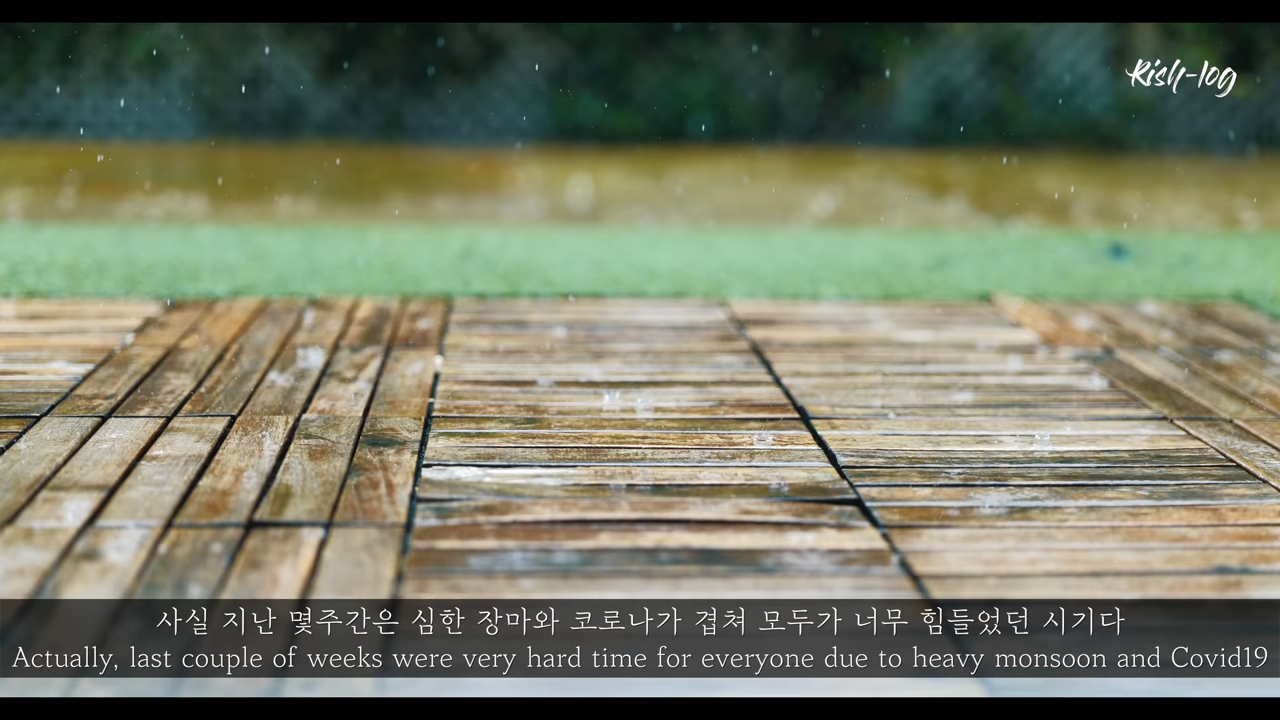 Rish-log
사실 지난 몇주간은 심한 장마와 코로나가 겹쳐 모두가 너무 힘들었던 시기다
Actually, last couple of weeks were very hard time for everyone due to heavy monsoon and Covid19